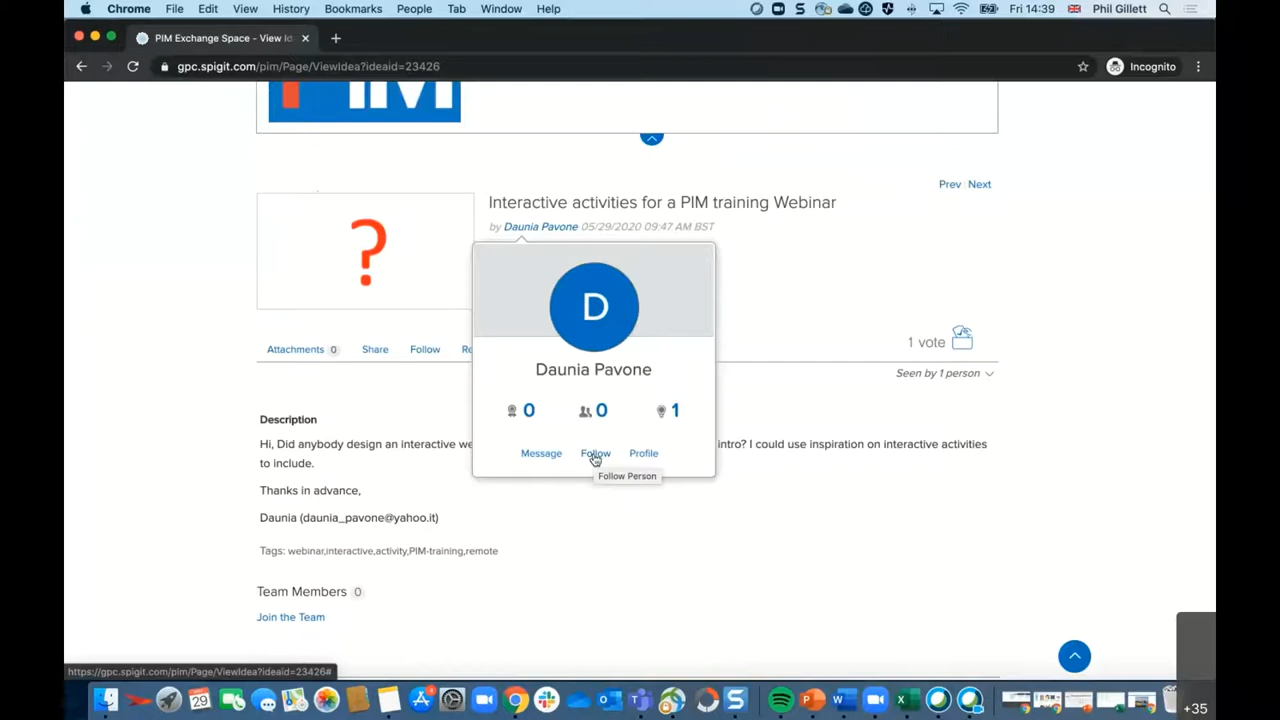 Chrome File Edit View History Bookmarks People Tab Window Help Fri 14:39 Phil Gillett
PIM Exchange Space - View Id
gpc.spigit.com/pim/Page/ViewIdea?ideaid=23426 Incognito
PIM
Prev Next
?
Interactive activities for a PIM training Webinar
by Daunia Pavone 05/29/2020 09:47 AM BST
D
Daunia Pavone
0 0 1
Message Follow Profile
Follow Person
Attachments 0 Share Follow Re
1 vote
Seen by 1 person
Description
Hi, Did anybody design an interactive we intro? I could use inspiration on interactive activities
to include.
Thanks in advance,
Daunia (daunia_pavone@yahoo.it)
Tags: webinar,interactive,activity,PIM-training,remote
Team Members 0
Join the Team
https://gpc.spigit.com/pim/Page/ViewIdea?ideaid=23426#
29
4
+35